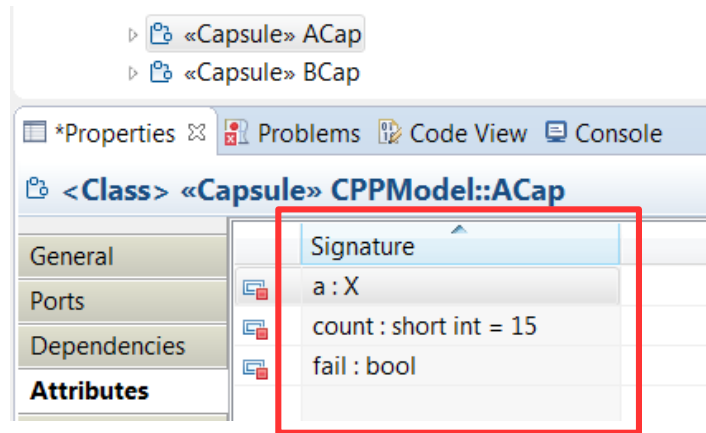 «Capsule» ACap
«Capsule» BCap
*Properties Problems Code View Console
<Class> «Capsule» CPPModel::ACap
General
Ports
Dependencies
Attributes
Signature
a : X
count : short int = 15
fail : bool